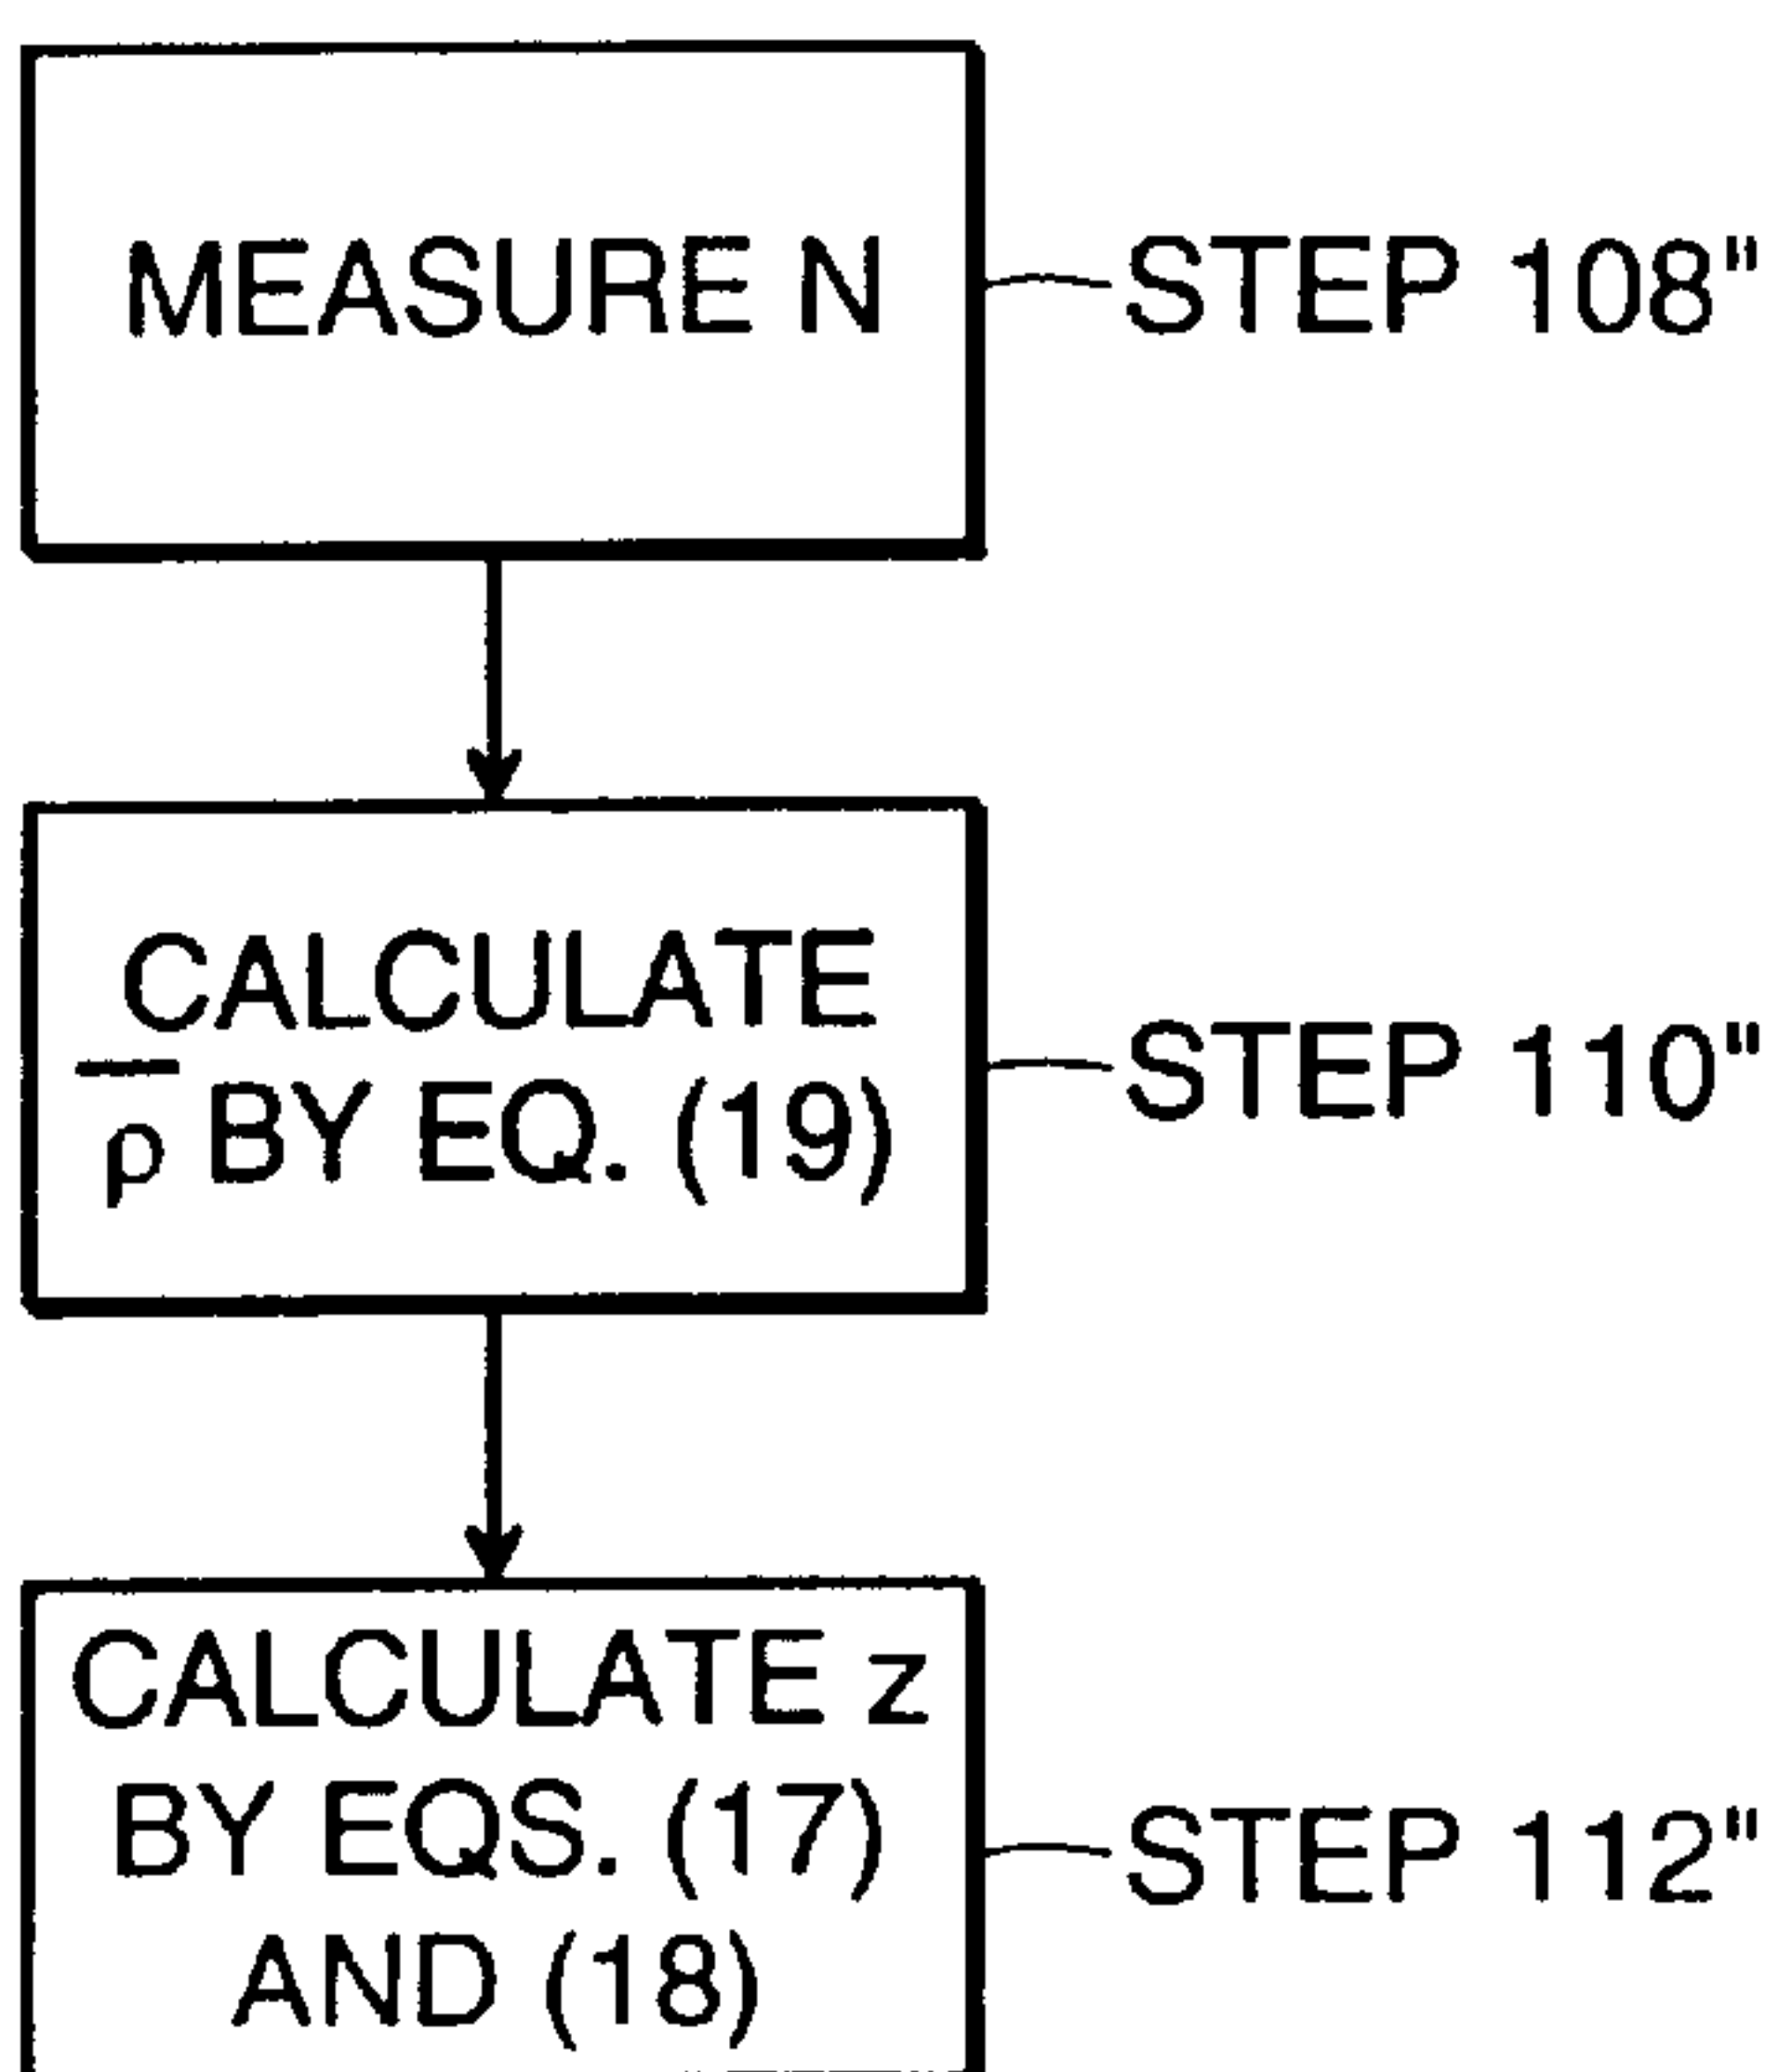 MEASURE N
STEP 108"
CALCULATE
ρ̅ BY EQ. (19)
STEP 110"
CALCULATE z
BY EQS. (17)
AND (18)
STEP 112"